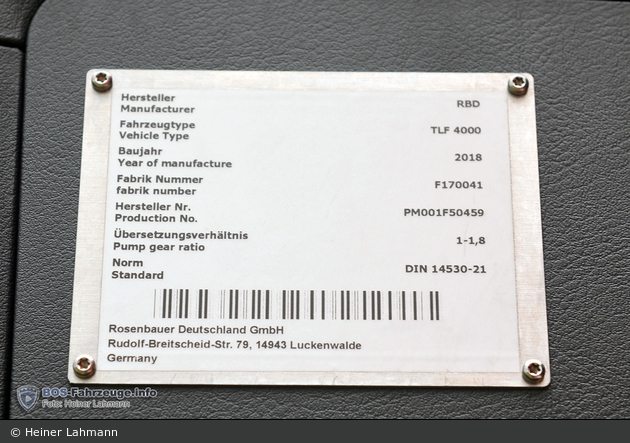 Hersteller
Manufacturer RBD
Fahrzeugtype
Vehicle Type TLF 4000
Baujahr
Year of manufacture 2018
Fabrik Nummer
fabrik number F170041
Hersteller Nr.
Production No. PM001F50459
Übersetzungsverhältnis
Pump gear ratio 1-1,8
Norm
Standard DIN 14530-21
Rosenbauer Deutschland GmbH
Rudolf-Breitscheid-Str. 79, 14943 Luckenwalde
Germany
BOS-Fahrzeuge.info
Foto: Heiner Lahmann
© Heiner Lahmann